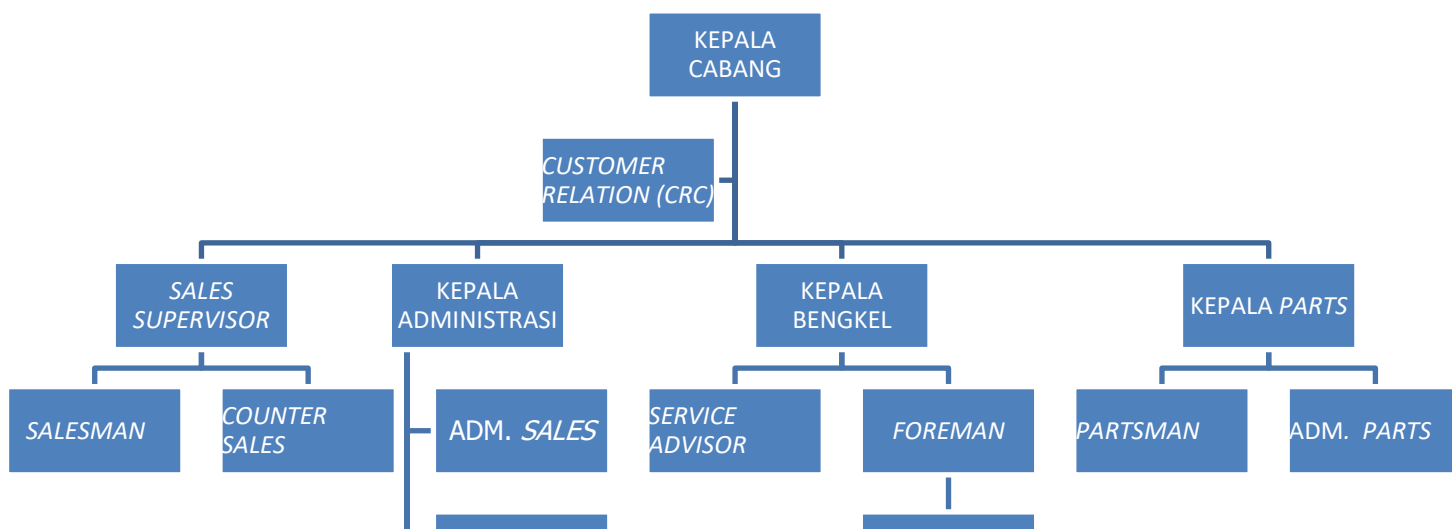 KEPALA
CABANG
CUSTOMER
RELATION (CRC)
SALES
SUPERVISOR
KEPALA
ADMINISTRASI
KEPALA
BENGKEL
KEPALA PARTS
SALESMAN
COUNTER
SALES
ADM. SALES
SERVICE
ADVISOR
FOREMAN
PARTSMAN
ADM. PARTS